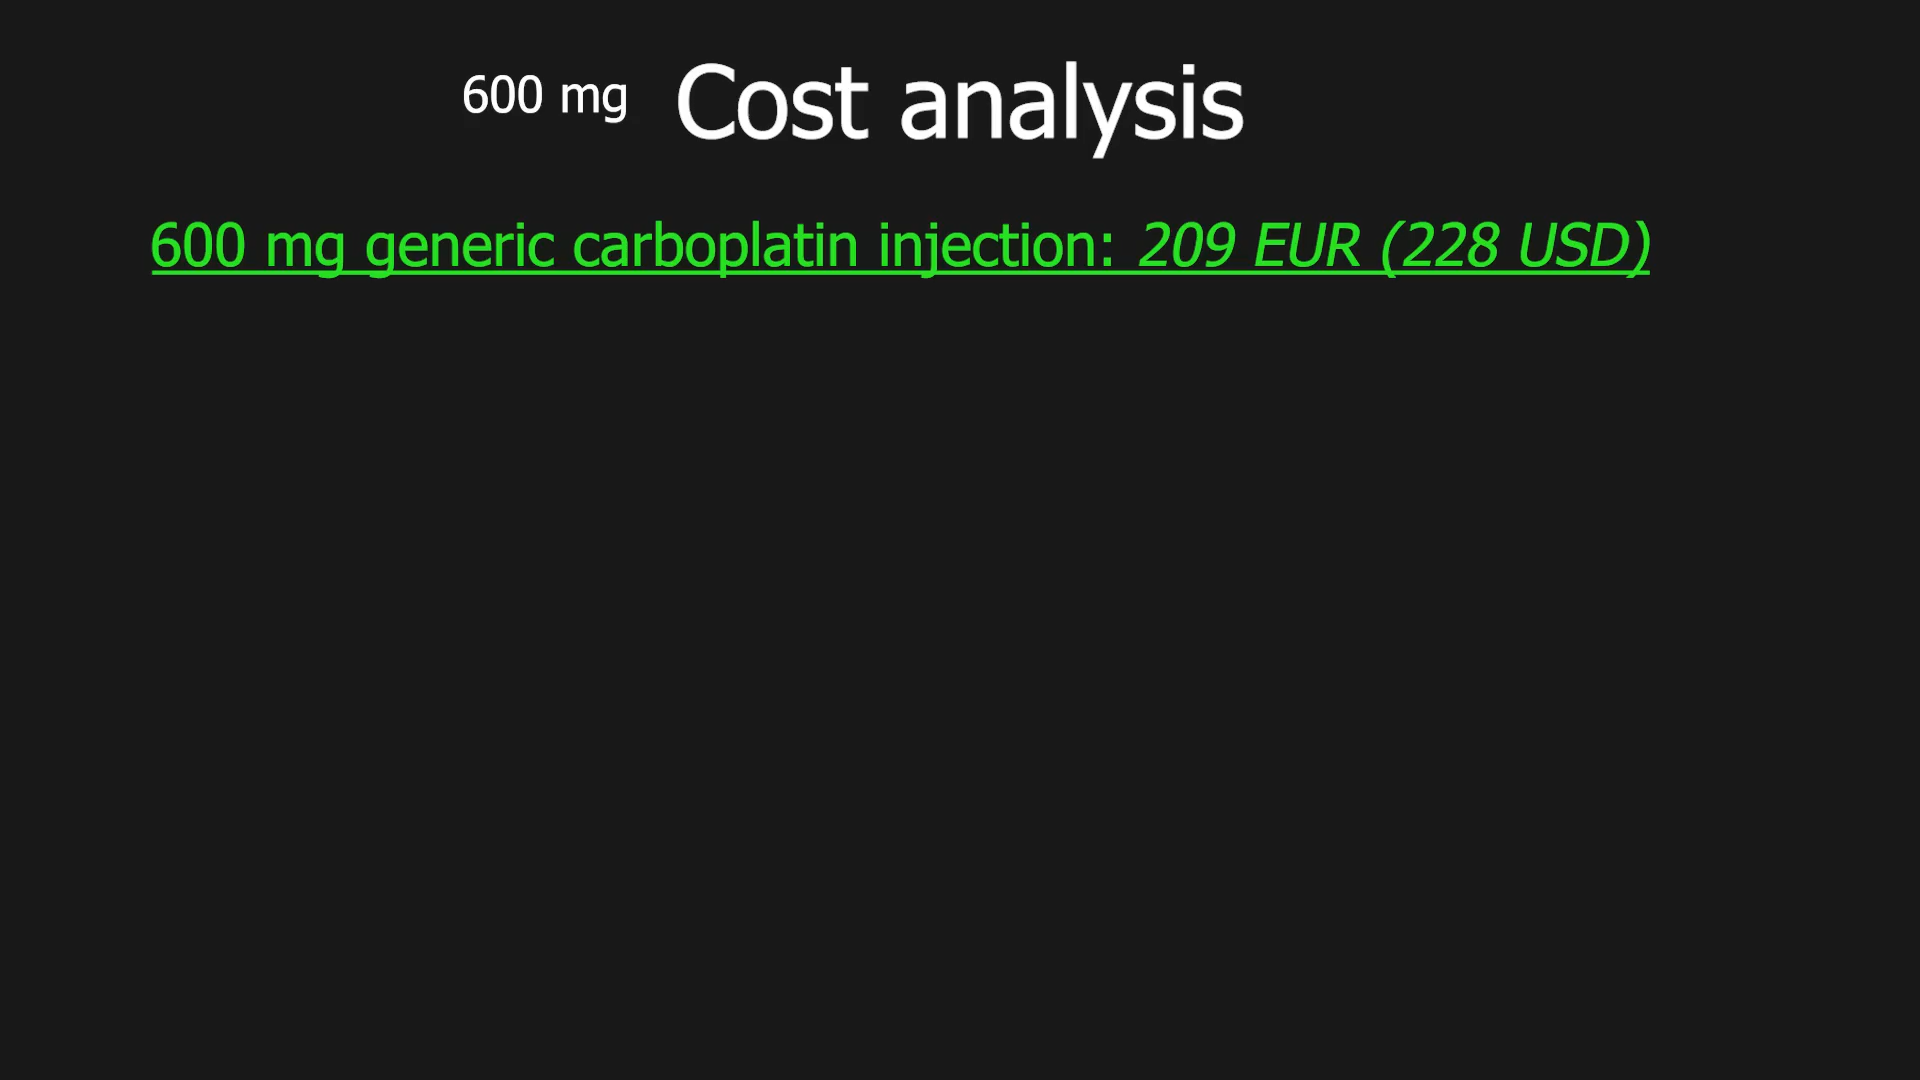 600 mg Cost analysis
600 mg generic carboplatin injection: 209 EUR (228 USD)